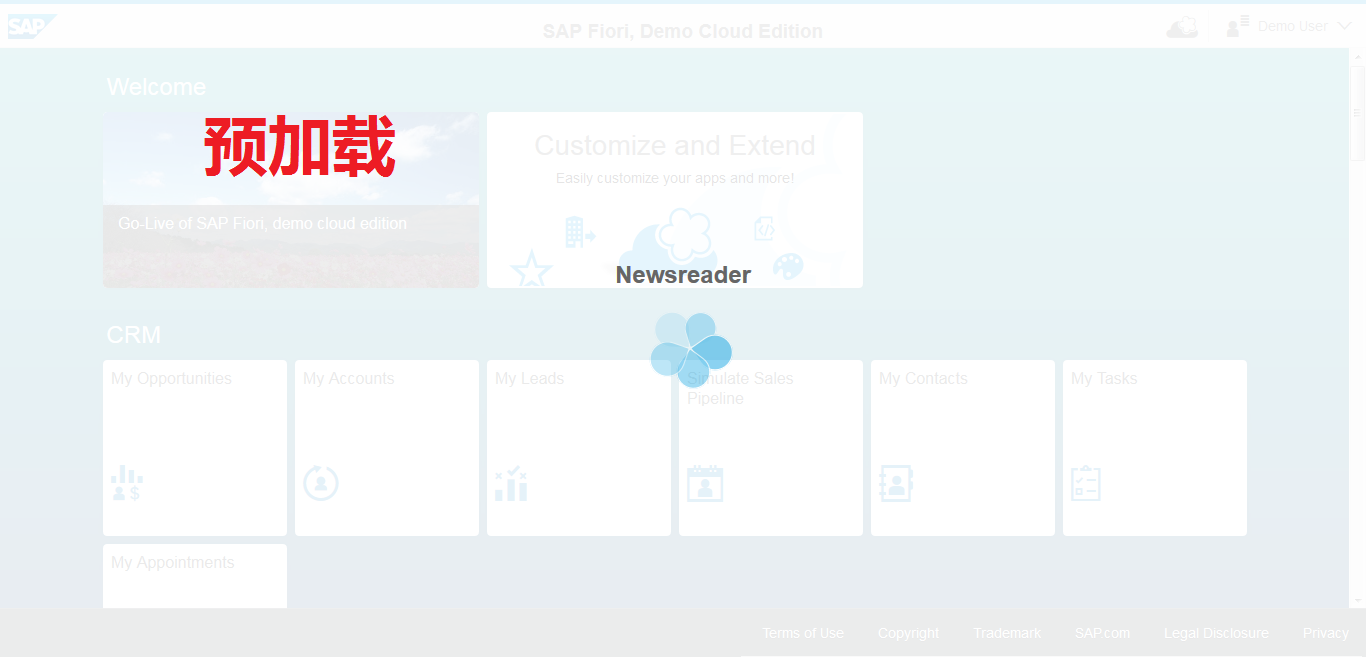 SAP
SAP Fiori, Demo Cloud Edition
Demo User
Welcome
预加载
Go-Live of SAP Fiori, demo cloud edition
Customize and Extend
Easily customize your apps and more!
Newsreader
CRM
My Opportunities
My Accounts
My Leads
Simulate Sales
Pipeline
My Contacts
My Tasks
My Appointments
Terms of Use
Copyright
Trademark
SAP.com
Legal Disclosure
Privacy